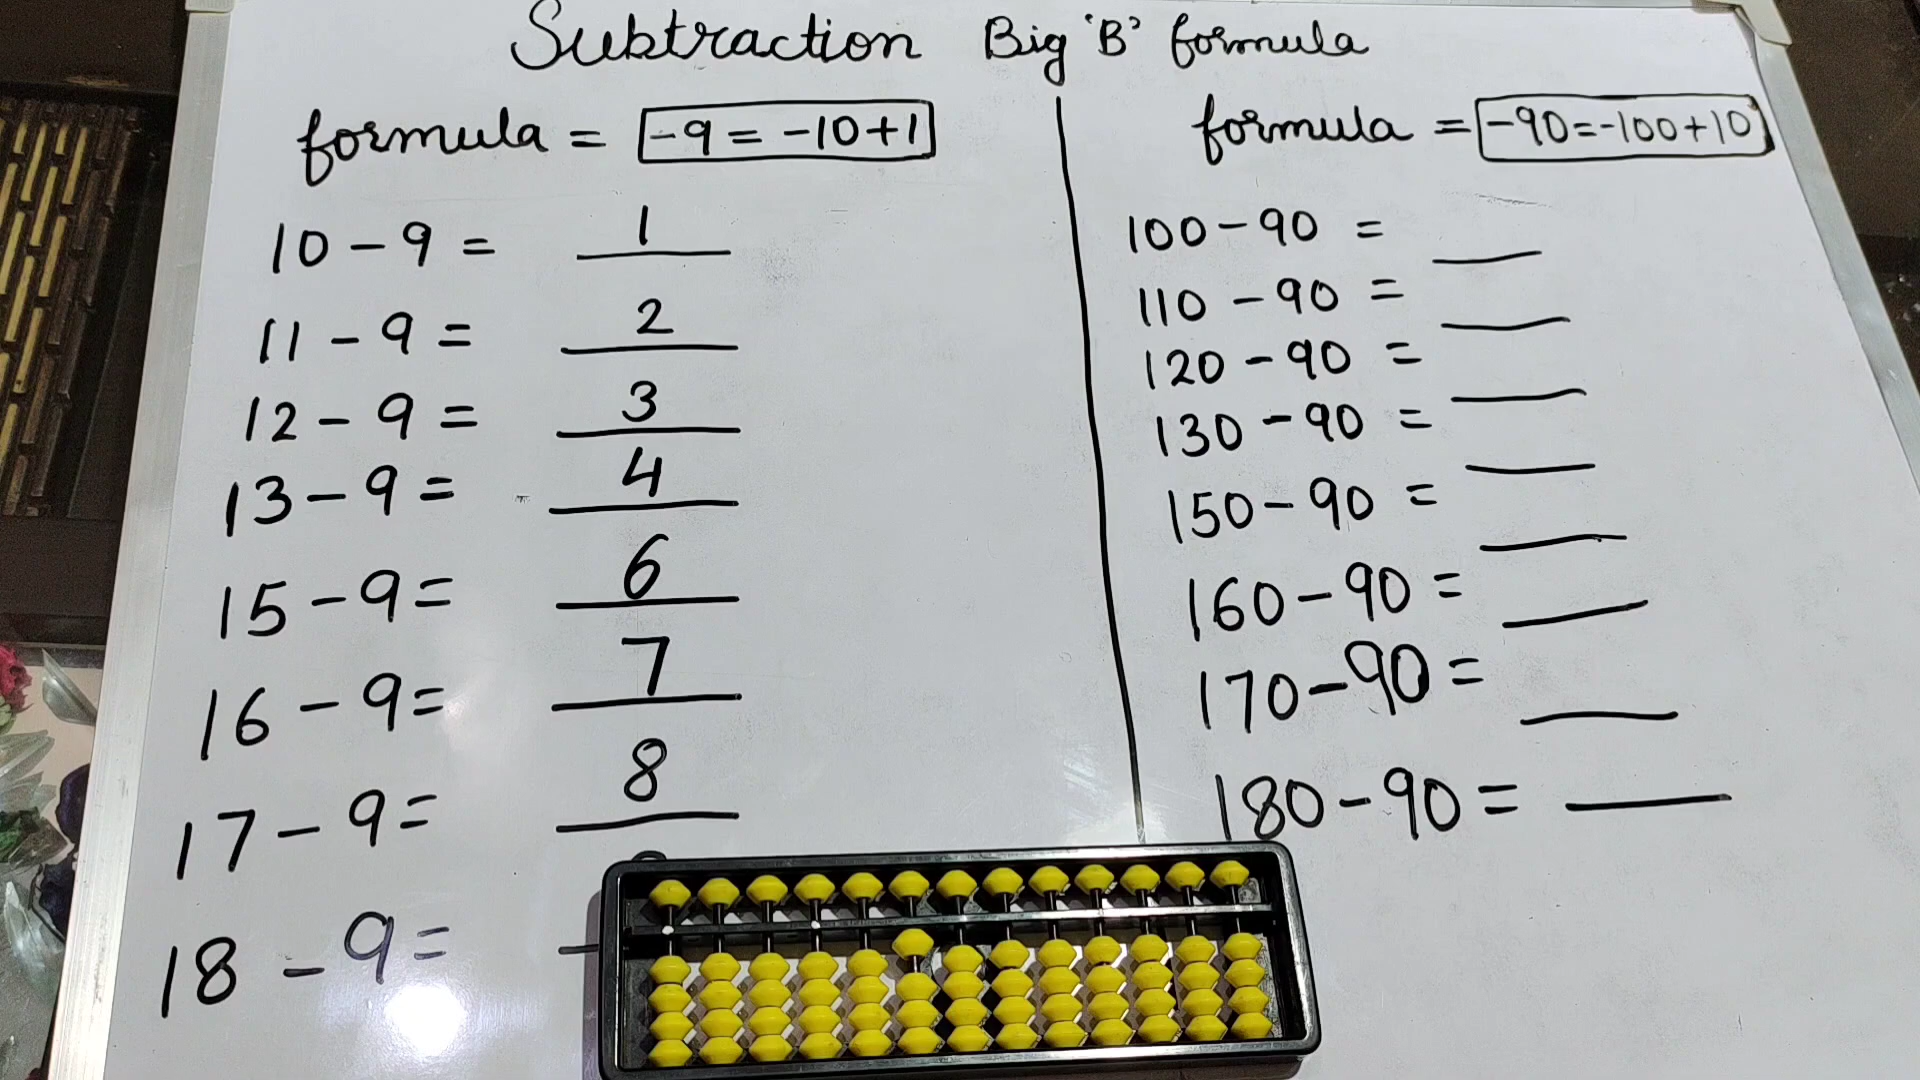 Subtraction Big 'B' formula
formula = -9 = -10+1
10 - 9 = 1
11 - 9 = 2
12 - 9 = 3
13 - 9 = 4
15 - 9 = 6
16 - 9 = 7
17 - 9 = 8
18 - 9 =
formula = -90=-100+10
100 - 90 =
110 - 90 =
120 - 90 =
130 - 90 =
150 - 90 =
160 - 90 =
170 - 90 =
180 - 90 =